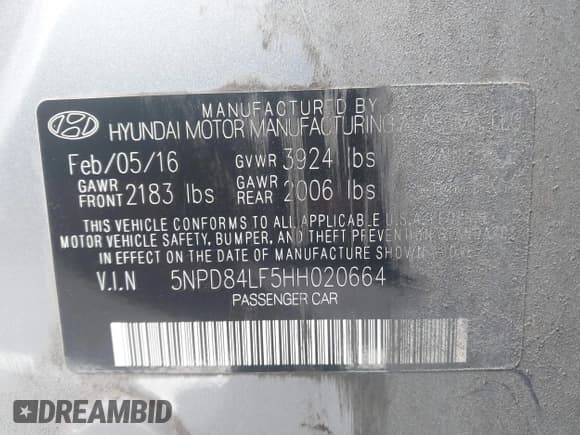 MANUFACTURED BY
HYUNDAI MOTOR MANUFACTURING
Feb/05/16 GVWR 3924 lbs
GAWR FRONT 2183 lbs GAWR REAR 2006 lbs
THIS VEHICLE CONFORMS TO ALL APPLICABLE U.S.A. FEDERAL
MOTOR VEHICLE SAFETY, BUMPER, AND THEFT PREVENTION STANDARDS
IN EFFECT ON THE DATE OF MANUFACTURE SHOWN
V.I.N 5NPD84LF5HH020664
PASSENGER CAR
DREAMBID